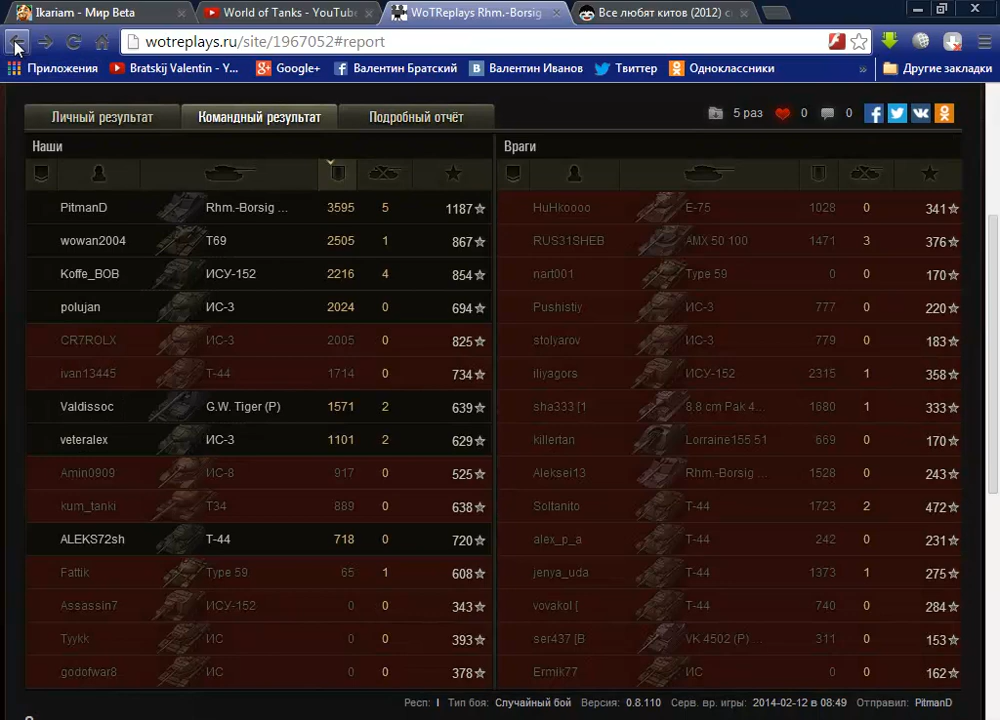 Ikariam - Мир Beta
World of Tanks - YouTube
WoTReplays Rhm.-Borsig
Все любят китов (2012) с
wotreplays.ru/site/1967052#report
Приложения
Bratskij Valentin - Y...
Google+
Валентин Братский
Валентин Иванов
Твиттер
Одноклассники
»
Другие закладки
Личный результат
Командный результат
Подробный отчёт
5 раз
0
0
Наши
Враги
PitmanD Rhm.-Borsig ... 3595 5 1187
HuHkoooo E-75 1028 0 341
wowan2004 T69 2505 1 867
RUS31SHEB AMX 50 100 1471 3 376
Koffe_BOB ИСУ-152 2216 4 854
nart001 Type 59 0 0 170
polujan ИС-3 2024 0 694
Pushistiy ИС-3 777 0 220
CR7ROLX ИС-3 2005 0 825
stolyarov ИС-3 779 0 183
ivan13445 Т-44 1714 0 734
iliyagors ИСУ-152 2315 1 358
Valdissoc G.W. Tiger (P) 1571 2 639
sha333 [1 8.8 cm Pak 4... 1680 1 333
veteralex ИС-3 1101 2 629
killertan Lorraine155 51 669 0 170
Amin0909 ИС-8 917 0 525
Aleksei13 Rhm.-Borsig ... 1528 0 243
kum_tanki T34 889 0 638
Soltanito Т-44 1723 2 472
ALEKS72sh Т-44 718 0 720
alex_p_a Т-44 242 0 231
Fattik Type 59 65 1 608
jenya_uda Т-44 1373 1 275
Assassin7 ИСУ-152 0 0 343
vovakol [ Т-44 740 0 284
Tyykk ИС 0 0 393
ser437 [B VK 4502 (P) ... 311 0 153
godofwar8 ИС 0 0 378
Ermik77 ИС 0 0 162
Респ: I Тип боя: Случайный бой Версия: 0.8.110 Серв. вр. игры: 2014-02-12 в 08:49 Отправил: PitmanD